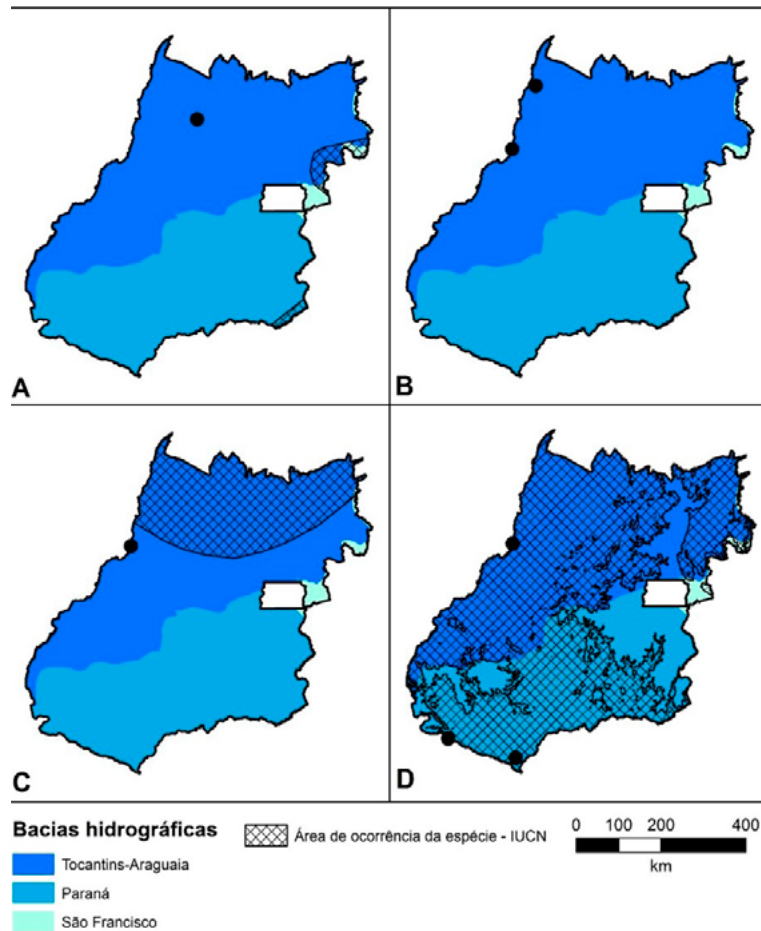 A
B
C
D
Bacias hidrográficas
Tocantins-Araguaia
Paraná
São Francisco
Área de ocorrência da espécie - IUCN
0 100 200 400
km